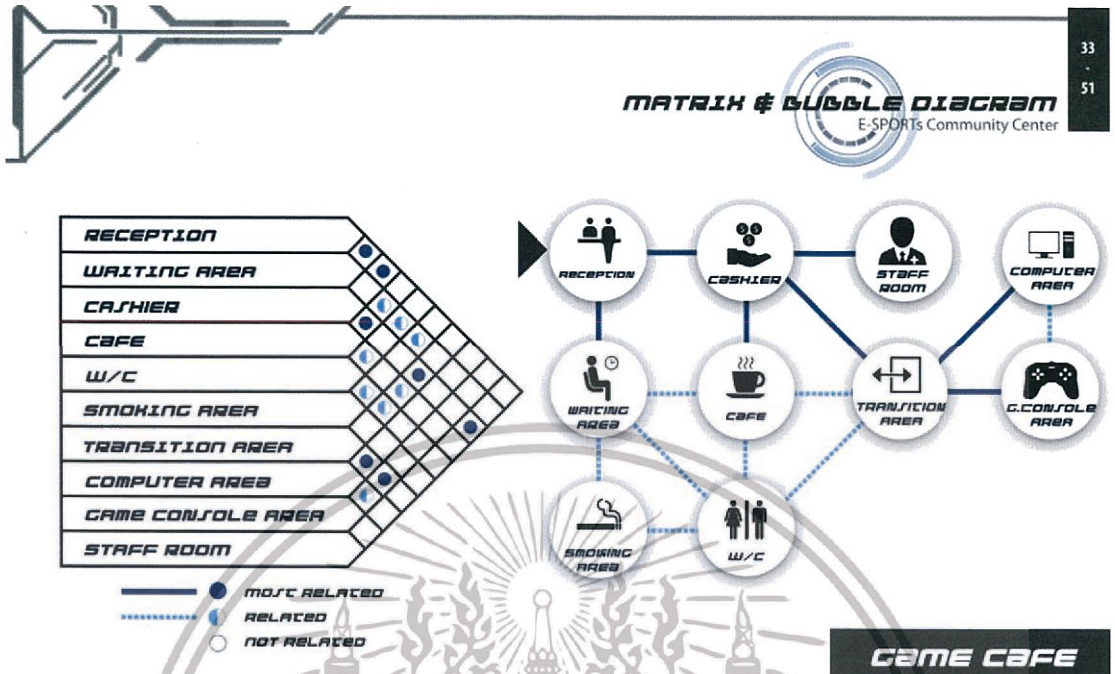 33
-
51
MATRIX & BUBBLE DIAGRAM
E-SPORTs Community Center
RECEPTION
WAITING AREA
CASHIER
CAFE
W/C
SMOKING AREA
TRANSITION AREA
COMPUTER AREA
GAME CONSOLE AREA
STAFF ROOM
MOST RELATED
RELATED
NOT RELATED
RECEPTION
CASHIER
STAFF
ROOM
COMPUTER
AREA
WAITING
AREA
CAFE
TRANSITION
AREA
G.CONSOLE
AREA
SMOKING
AREA
W/C
GAME CAFE